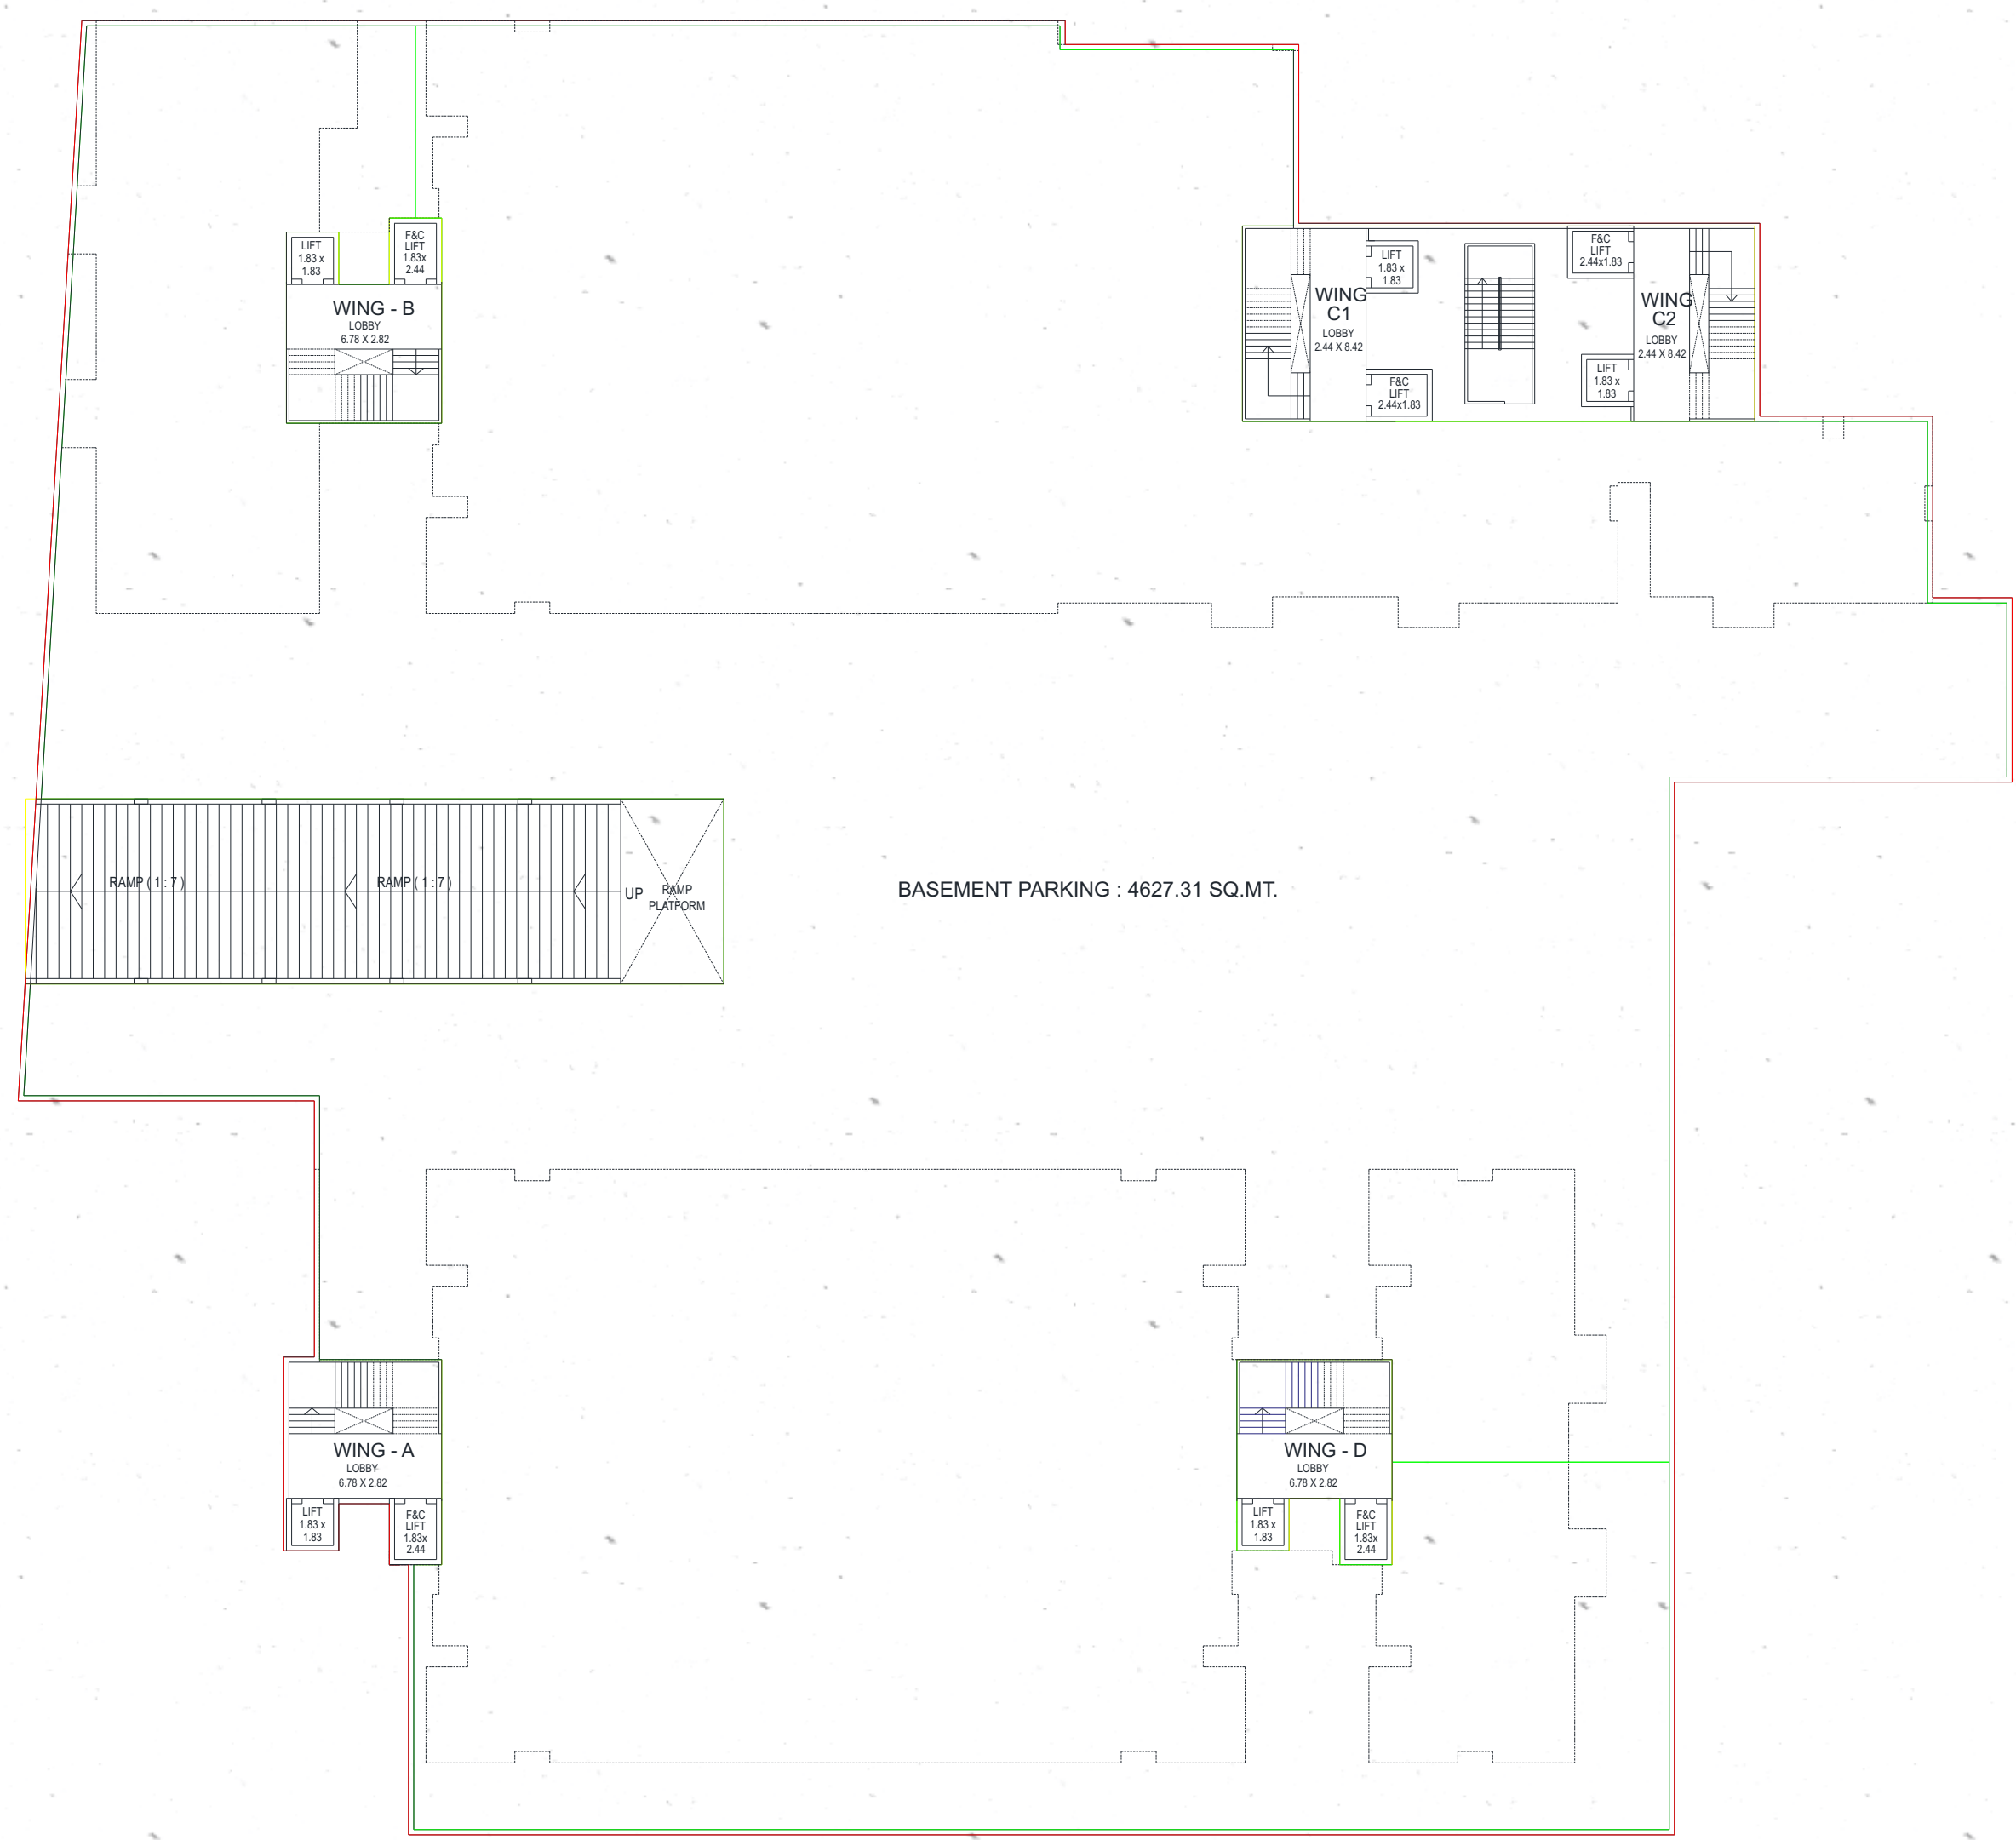 LIFT
1.83 x
1.83
F&C
LIFT
1.83x
2.44
WING - B
LOBBY
6.78 X 2.82
WING
C1
LOBBY
2.44 X 8.42
LIFT
1.83 x
1.83
F&C
LIFT
2.44x1.83
F&C
LIFT
2.44x1.83
WING
C2
LOBBY
2.44 X 8.42
LIFT
1.83 x
1.83
RAMP ( 1 : 7 )
RAMP ( 1 : 7 )
UP
RAMP
PLATFORM
BASEMENT PARKING : 4627.31 SQ.MT.
WING - A
LOBBY
6.78 X 2.82
LIFT
1.83 x
1.83
F&C
LIFT
1.83x
2.44
WING - D
LOBBY
6.78 X 2.82
LIFT
1.83 x
1.83
F&C
LIFT
1.83x
2.44